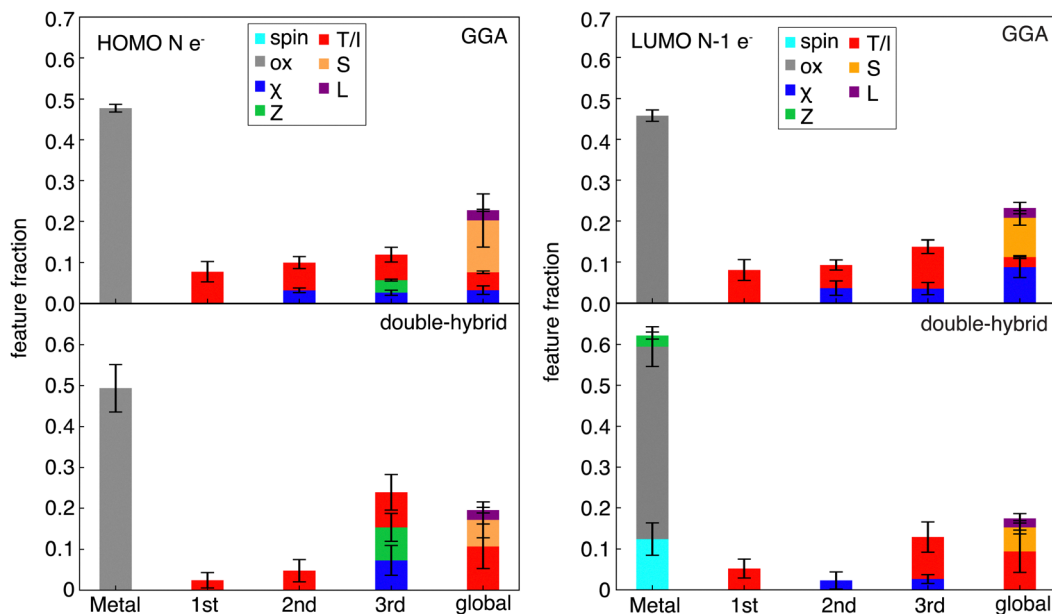 HOMO N e-
GGA
spin
ox
χ
Z
T/I
S
L
0.7
0.6
0.5
0.4
0.3
0.2
0.1
0.0
double-hybrid
0.6
0.5
0.4
0.3
0.2
0.1
0
feature fraction
Metal 1st 2nd 3rd global
LUMO N-1 e-
GGA
spin
ox
χ
Z
T/I
S
L
0.7
0.6
0.5
0.4
0.3
0.2
0.1
0.0
double-hybrid
0.6
0.5
0.4
0.3
0.2
0.1
0
feature fraction
Metal 1st 2nd 3rd global